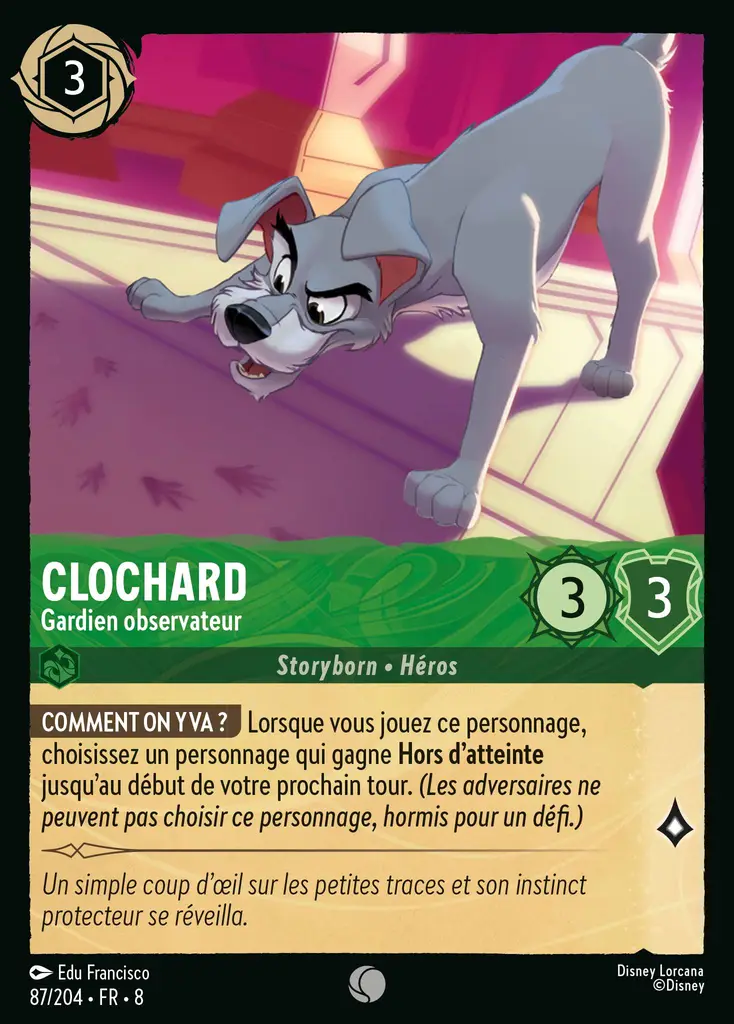 3
CLOCHARD
Gardien observateur
3
3
Storyborn • Héros
COMMENT ON Y VA ? Lorsque vous jouez ce personnage,
choisissez un personnage qui gagne Hors d'atteinte
jusqu'au début de votre prochain tour. (Les adversaires ne
peuvent pas choisir ce personnage, hormis pour un défi.)
Un simple coup d'œil sur les petites traces et son instinct
protecteur se réveilla.
Edu Francisco
Disney Lorcana
87/204 • FR • 8
©Disney